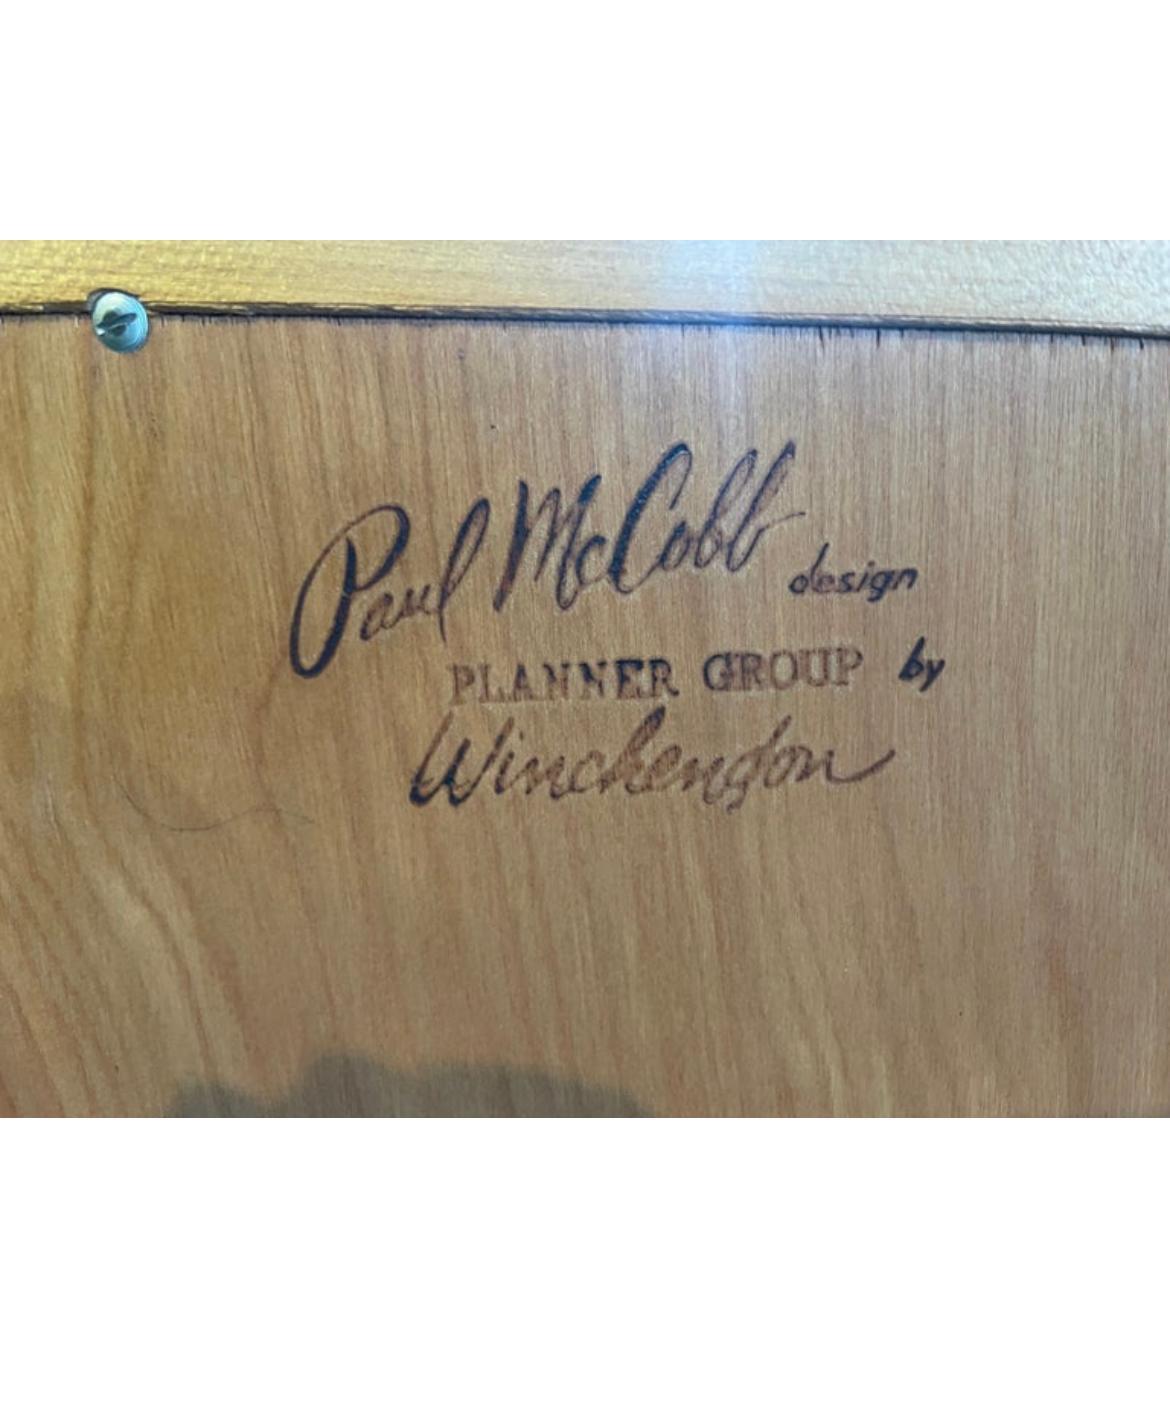 Paul McCobb design
PLANNER GROUP by
Winchendon